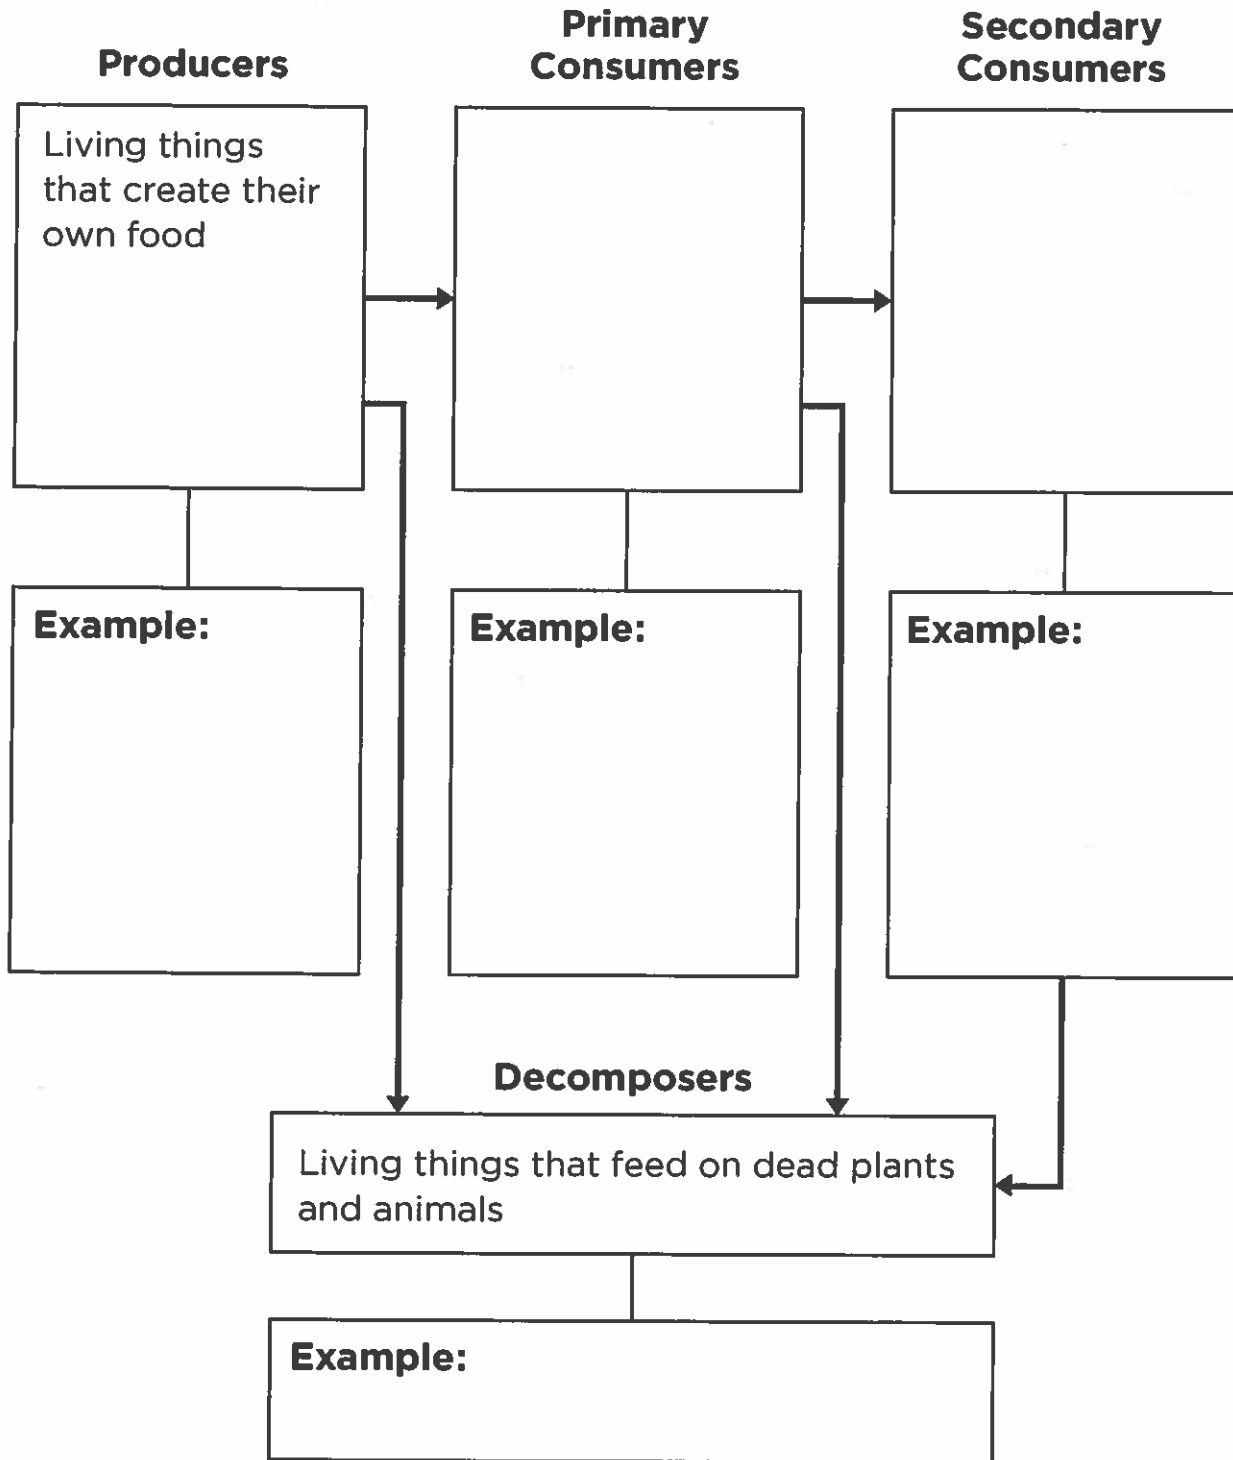 Producers
Primary
Consumers
Secondary
Consumers
Living things
that create their
own food
Example:
Example:
Example:
Decomposers
Living things that feed on dead plants
and animals
Example: